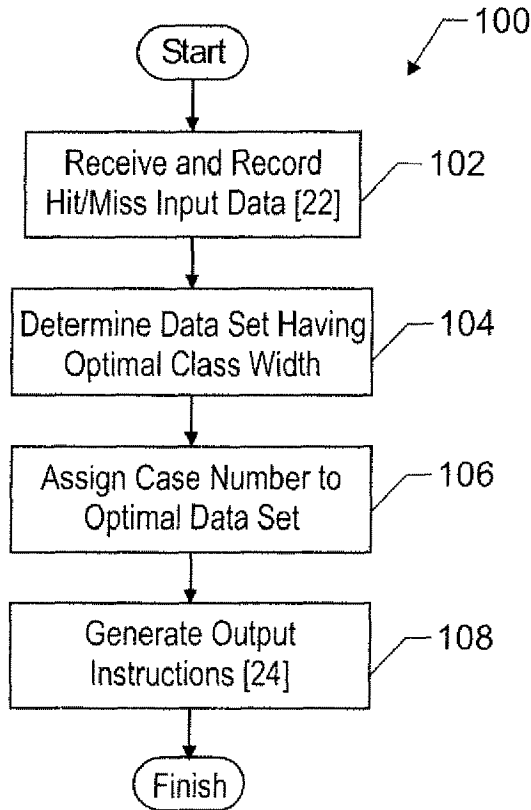 100
Start
Receive and Record
Hit/Miss Input Data [22]
102
Determine Data Set Having
Optimal Class Width
104
Assign Case Number to
Optimal Data Set
106
Generate Output
Instructions [24]
108
Finish